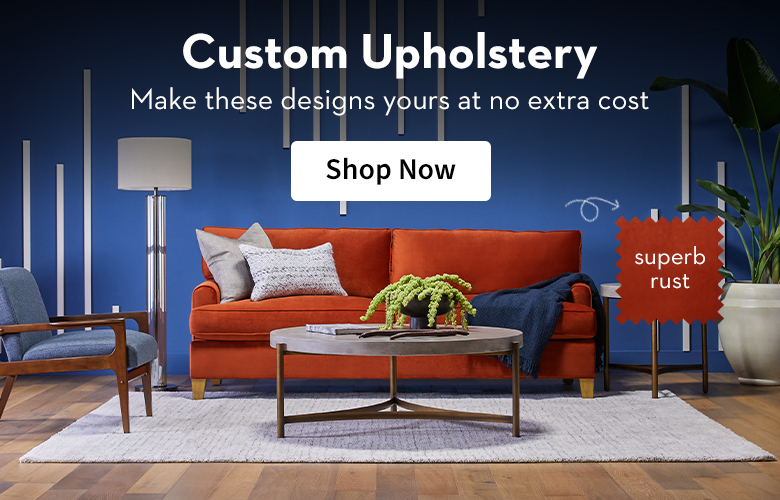 Custom Upholstery
Make these designs yours at no extra cost
Shop Now
superb
rust